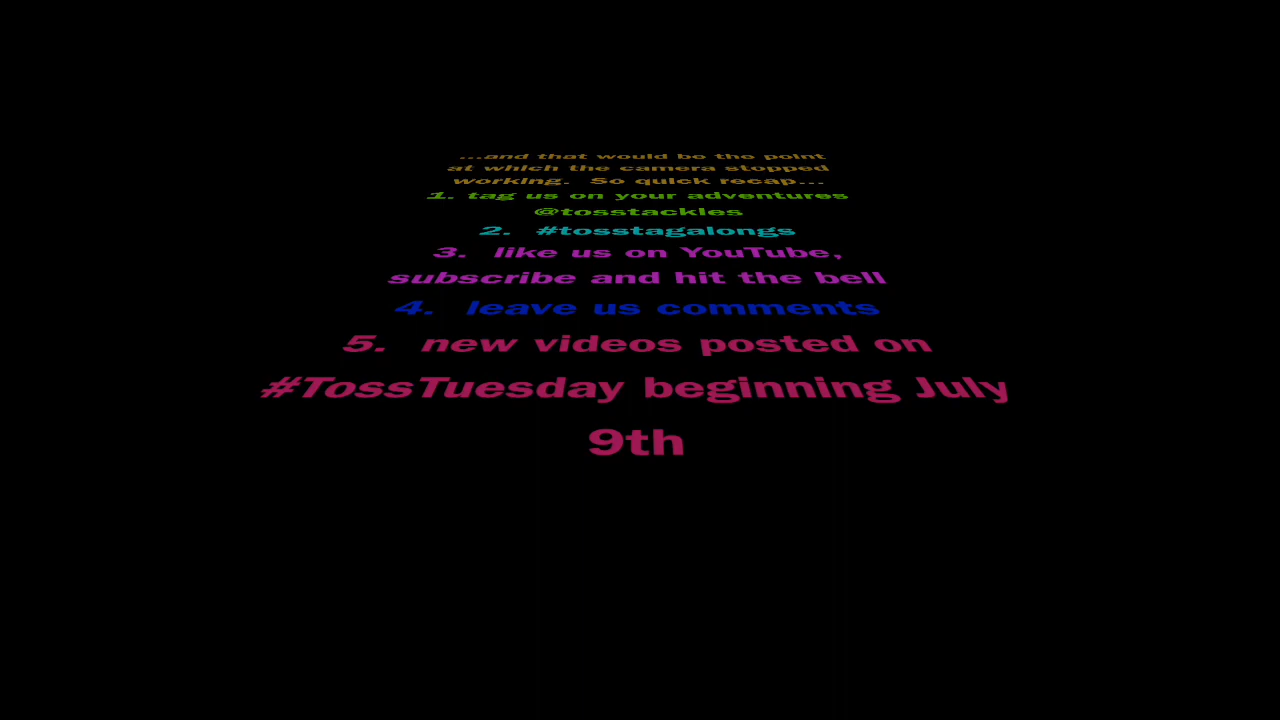 ...and that would be the point
at which the camera stopped
working.  So quick recap...
1. tag us on your adventures
@tosstackles
2.  #tosstagalongs
3.  like us on YouTube,
subscribe and hit the bell
4.  leave us comments
5.  new videos posted on
#TossTuesday beginning July
9th